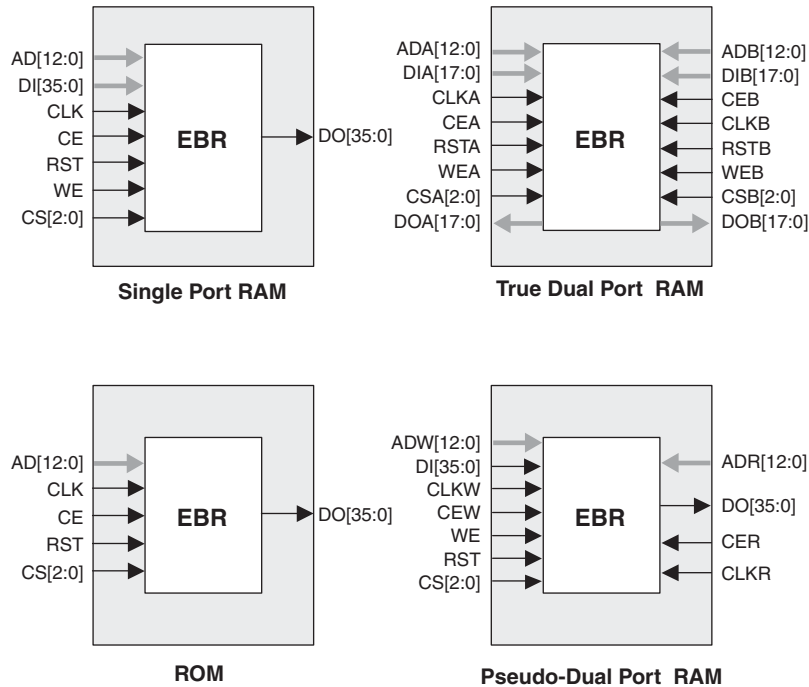 AD[12:0]
DI[35:0]
CLK
CE
RST
WE
CS[2:0]
EBR
DO[35:0]
Single Port RAM
ADA[12:0]
DIA[17:0]
CLKA
CEA
RSTA
WEA
CSA[2:0]
DOA[17:0]
EBR
ADB[12:0]
DIB[17:0]
CEB
CLKB
RSTB
WEB
CSB[2:0]
DOB[17:0]
True Dual Port RAM
AD[12:0]
CLK
CE
RST
CS[2:0]
EBR
DO[35:0]
ROM
ADW[12:0]
DI[35:0]
CLKW
CEW
WE
RST
CS[2:0]
EBR
ADR[12:0]
DO[35:0]
CER
CLKR
Pseudo-Dual Port RAM